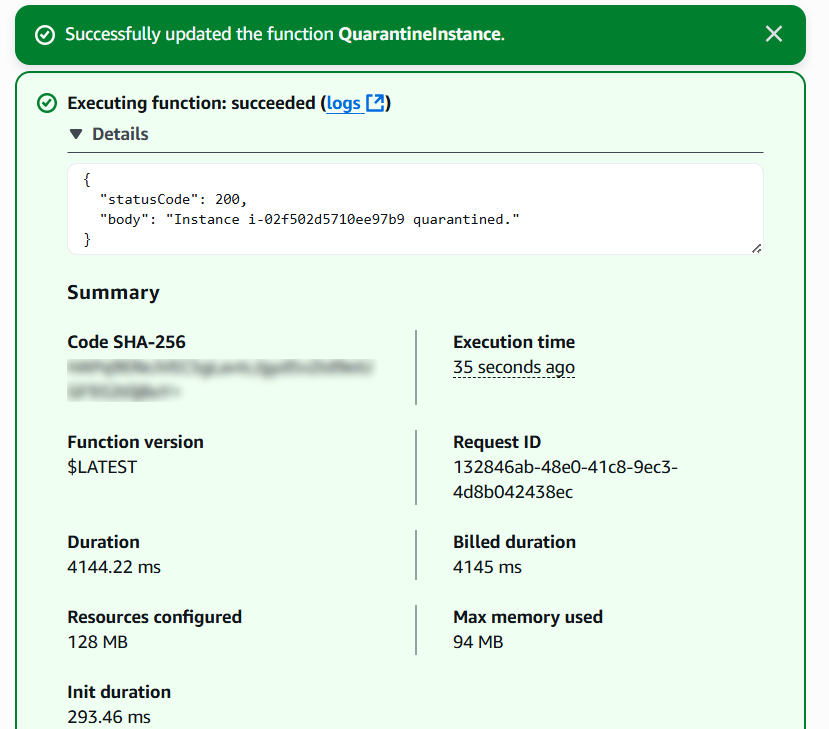 Successfully updated the function QuarantineInstance.
Executing function: succeeded (logs)
Details
{
"statusCode": 200,
"body": "Instance i-02f502d5710ee97b9 quarantined."
}
Summary
Code SHA-256
Execution time
35 seconds ago
Function version
$LATEST
Request ID
132846ab-48e0-41c8-9ec3-
4d8b042438ec
Duration
4144.22 ms
Billed duration
4145 ms
Resources configured
128 MB
Max memory used
94 MB
Init duration
293.46 ms